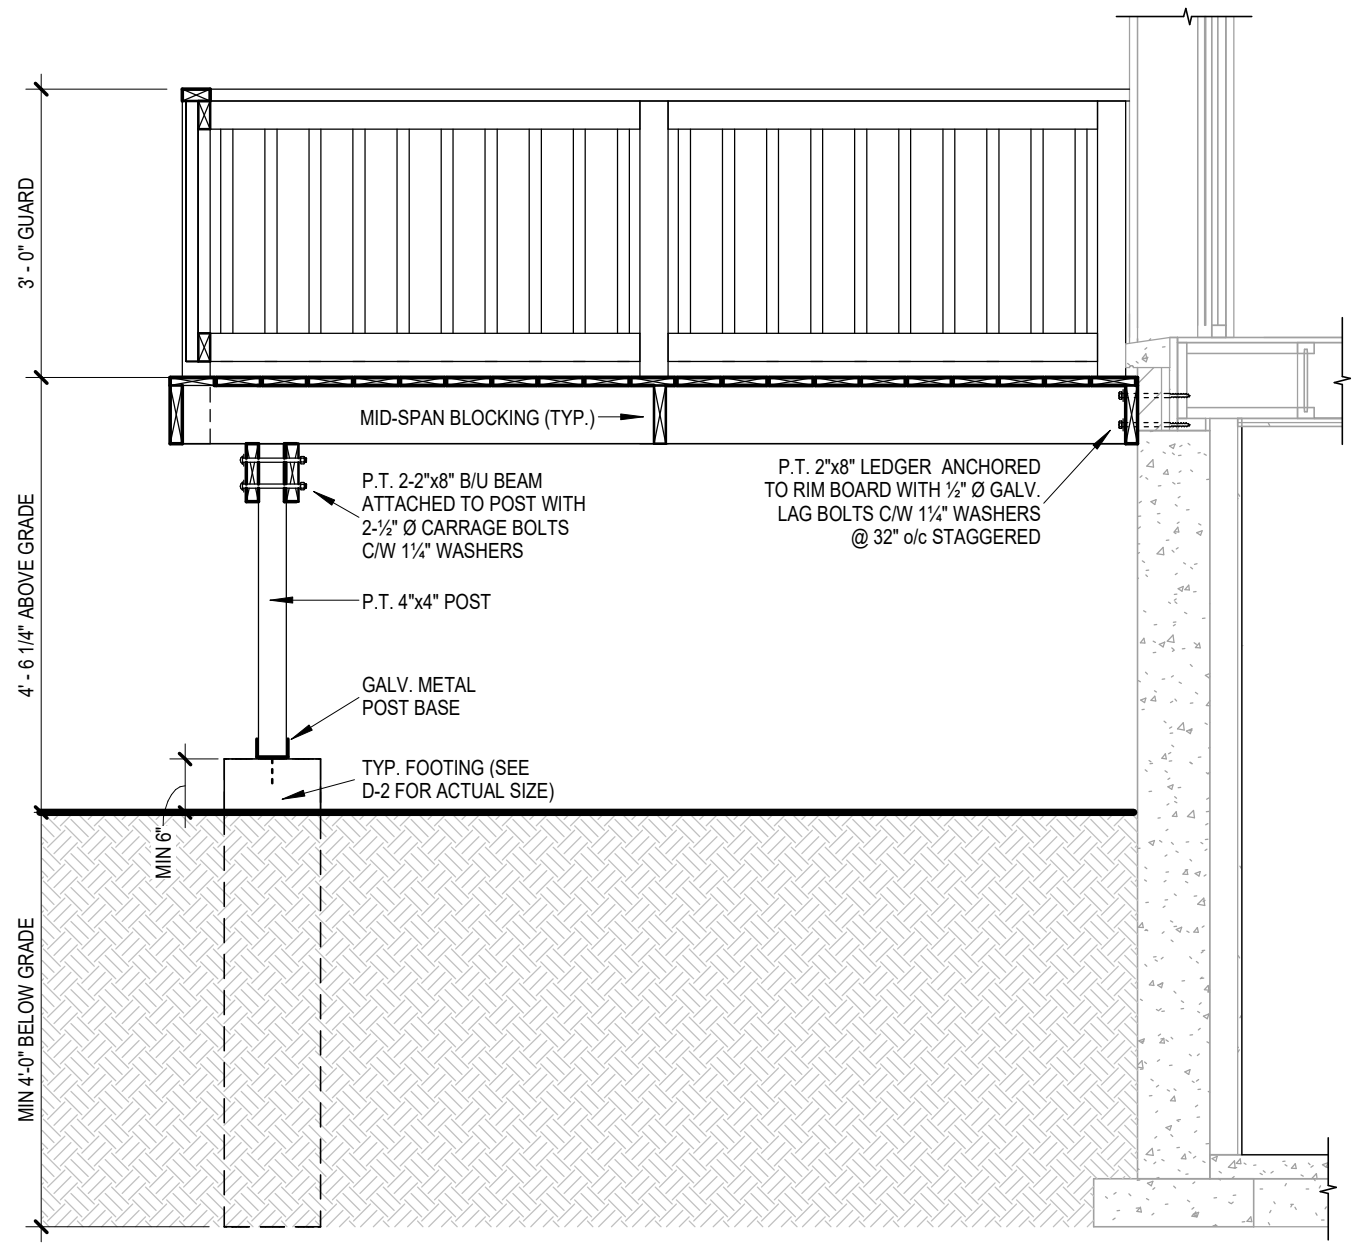 3' - 0" GUARD
MID-SPAN BLOCKING (TYP.)
P.T. 2-2"x8" B/U BEAM
ATTACHED TO POST WITH
2-½" Ø CARRAGE BOLTS
C/W 1¼" WASHERS
P.T. 2"x8" LEDGER ANCHORED
TO RIM BOARD WITH ½" Ø GALV.
LAG BOLTS C/W 1¼" WASHERS
@ 32" o/c STAGGERED
4' - 6 1/4" ABOVE GRADE
P.T. 4"x4" POST
GALV. METAL
POST BASE
TYP. FOOTING (SEE
D-2 FOR ACTUAL SIZE)
MIN 6"
MIN 4'-0" BELOW GRADE